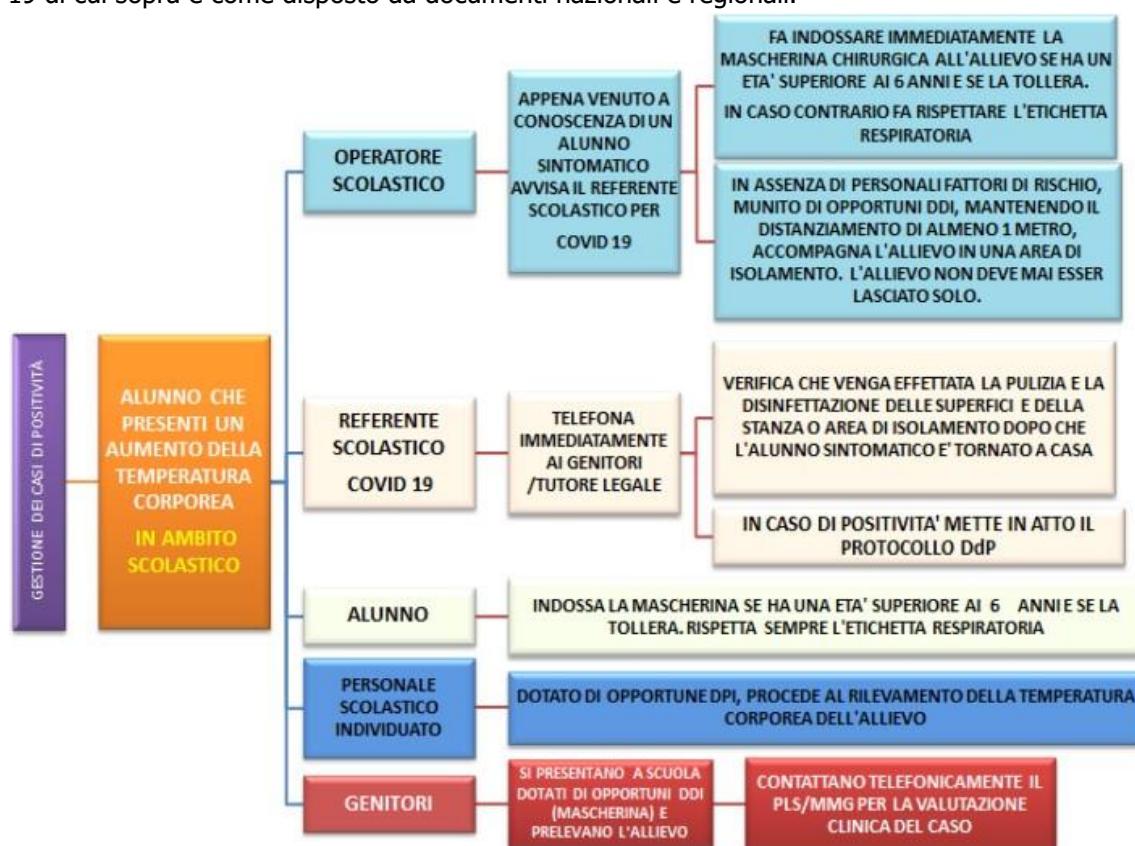 19 di cui sopra e come disposto da documenti nazionali e regionali.
GESTIONE DEI CASI DI POSITIVITÀ
ALUNNO CHE
PRESENTI UN
AUMENTO DELLA
TEMPERATURA
CORPOREA
IN AMBITO
SCOLASTICO
OPERATORE
SCOLASTICO
APPENA VENUTO A
CONOSCENZA DI UN
ALUNNO
SINTOMATICO
AVVISA IL REFERENTE
SCOLASTICO PER
COVID 19
FA INDOSSARE IMMEDIATAMENTE LA
MASCHERINA CHIRURGICA ALL'ALLIEVO SE HA UN
ETA' SUPERIORE AI 6 ANNI E SE LA TOLLERA.
IN CASO CONTRARIO FA RISPETTARE L'ETICHETTA
RESPIRATORIA
IN ASSENZA DI PERSONALI FATTORI DI RISCHIO,
MUNITO DI OPPORTUNI DDI, MANTENENDO IL
DISTANZIAMENTO DI ALMENO 1 METRO,
ACCOMPAGNA L'ALLIEVO IN UNA AREA DI
ISOLAMENTO. L'ALLIEVO NON DEVE MAI ESSER
LASCIATO SOLO.
REFERENTE
SCOLASTICO
COVID 19
TELEFONA
IMMEDIATAMENTE
AI GENITORI
/TUTORE LEGALE
VERIFICA CHE VENGA EFFETTATA LA PULIZIA E LA
DISINFETTAZIONE DELLE SUPERFICI E DELLA
STANZA O AREA DI ISOLAMENTO DOPO CHE
L'ALUNNO SINTOMATICO E' TORNATO A CASA
IN CASO DI POSITIVITA' METTE IN ATTO IL
PROTOCOLLO DdP
ALUNNO
INDOSSA LA MASCHERINA SE HA UNA ETA' SUPERIORE AI 6 ANNI E SE LA
TOLLERA. RISPETTA SEMPRE L'ETICHETTA RESPIRATORIA
PERSONALE
SCOLASTICO
INDIVIDUATO
DOTATO DI OPPORTUNE DPI, PROCEDE AL RILEVAMENTO DELLA TEMPERATURA
CORPOREA DELL'ALLIEVO
GENITORI
SI PRESENTANO A SCUOLA
DOTATI DI OPPORTUNI DDI
(MASCHERINA) E
PRELEVANO L'ALLIEVO
CONTATTANO TELEFONICAMENTE IL
PLS/MMG PER LA VALUTAZIONE
CLINICA DEL CASO